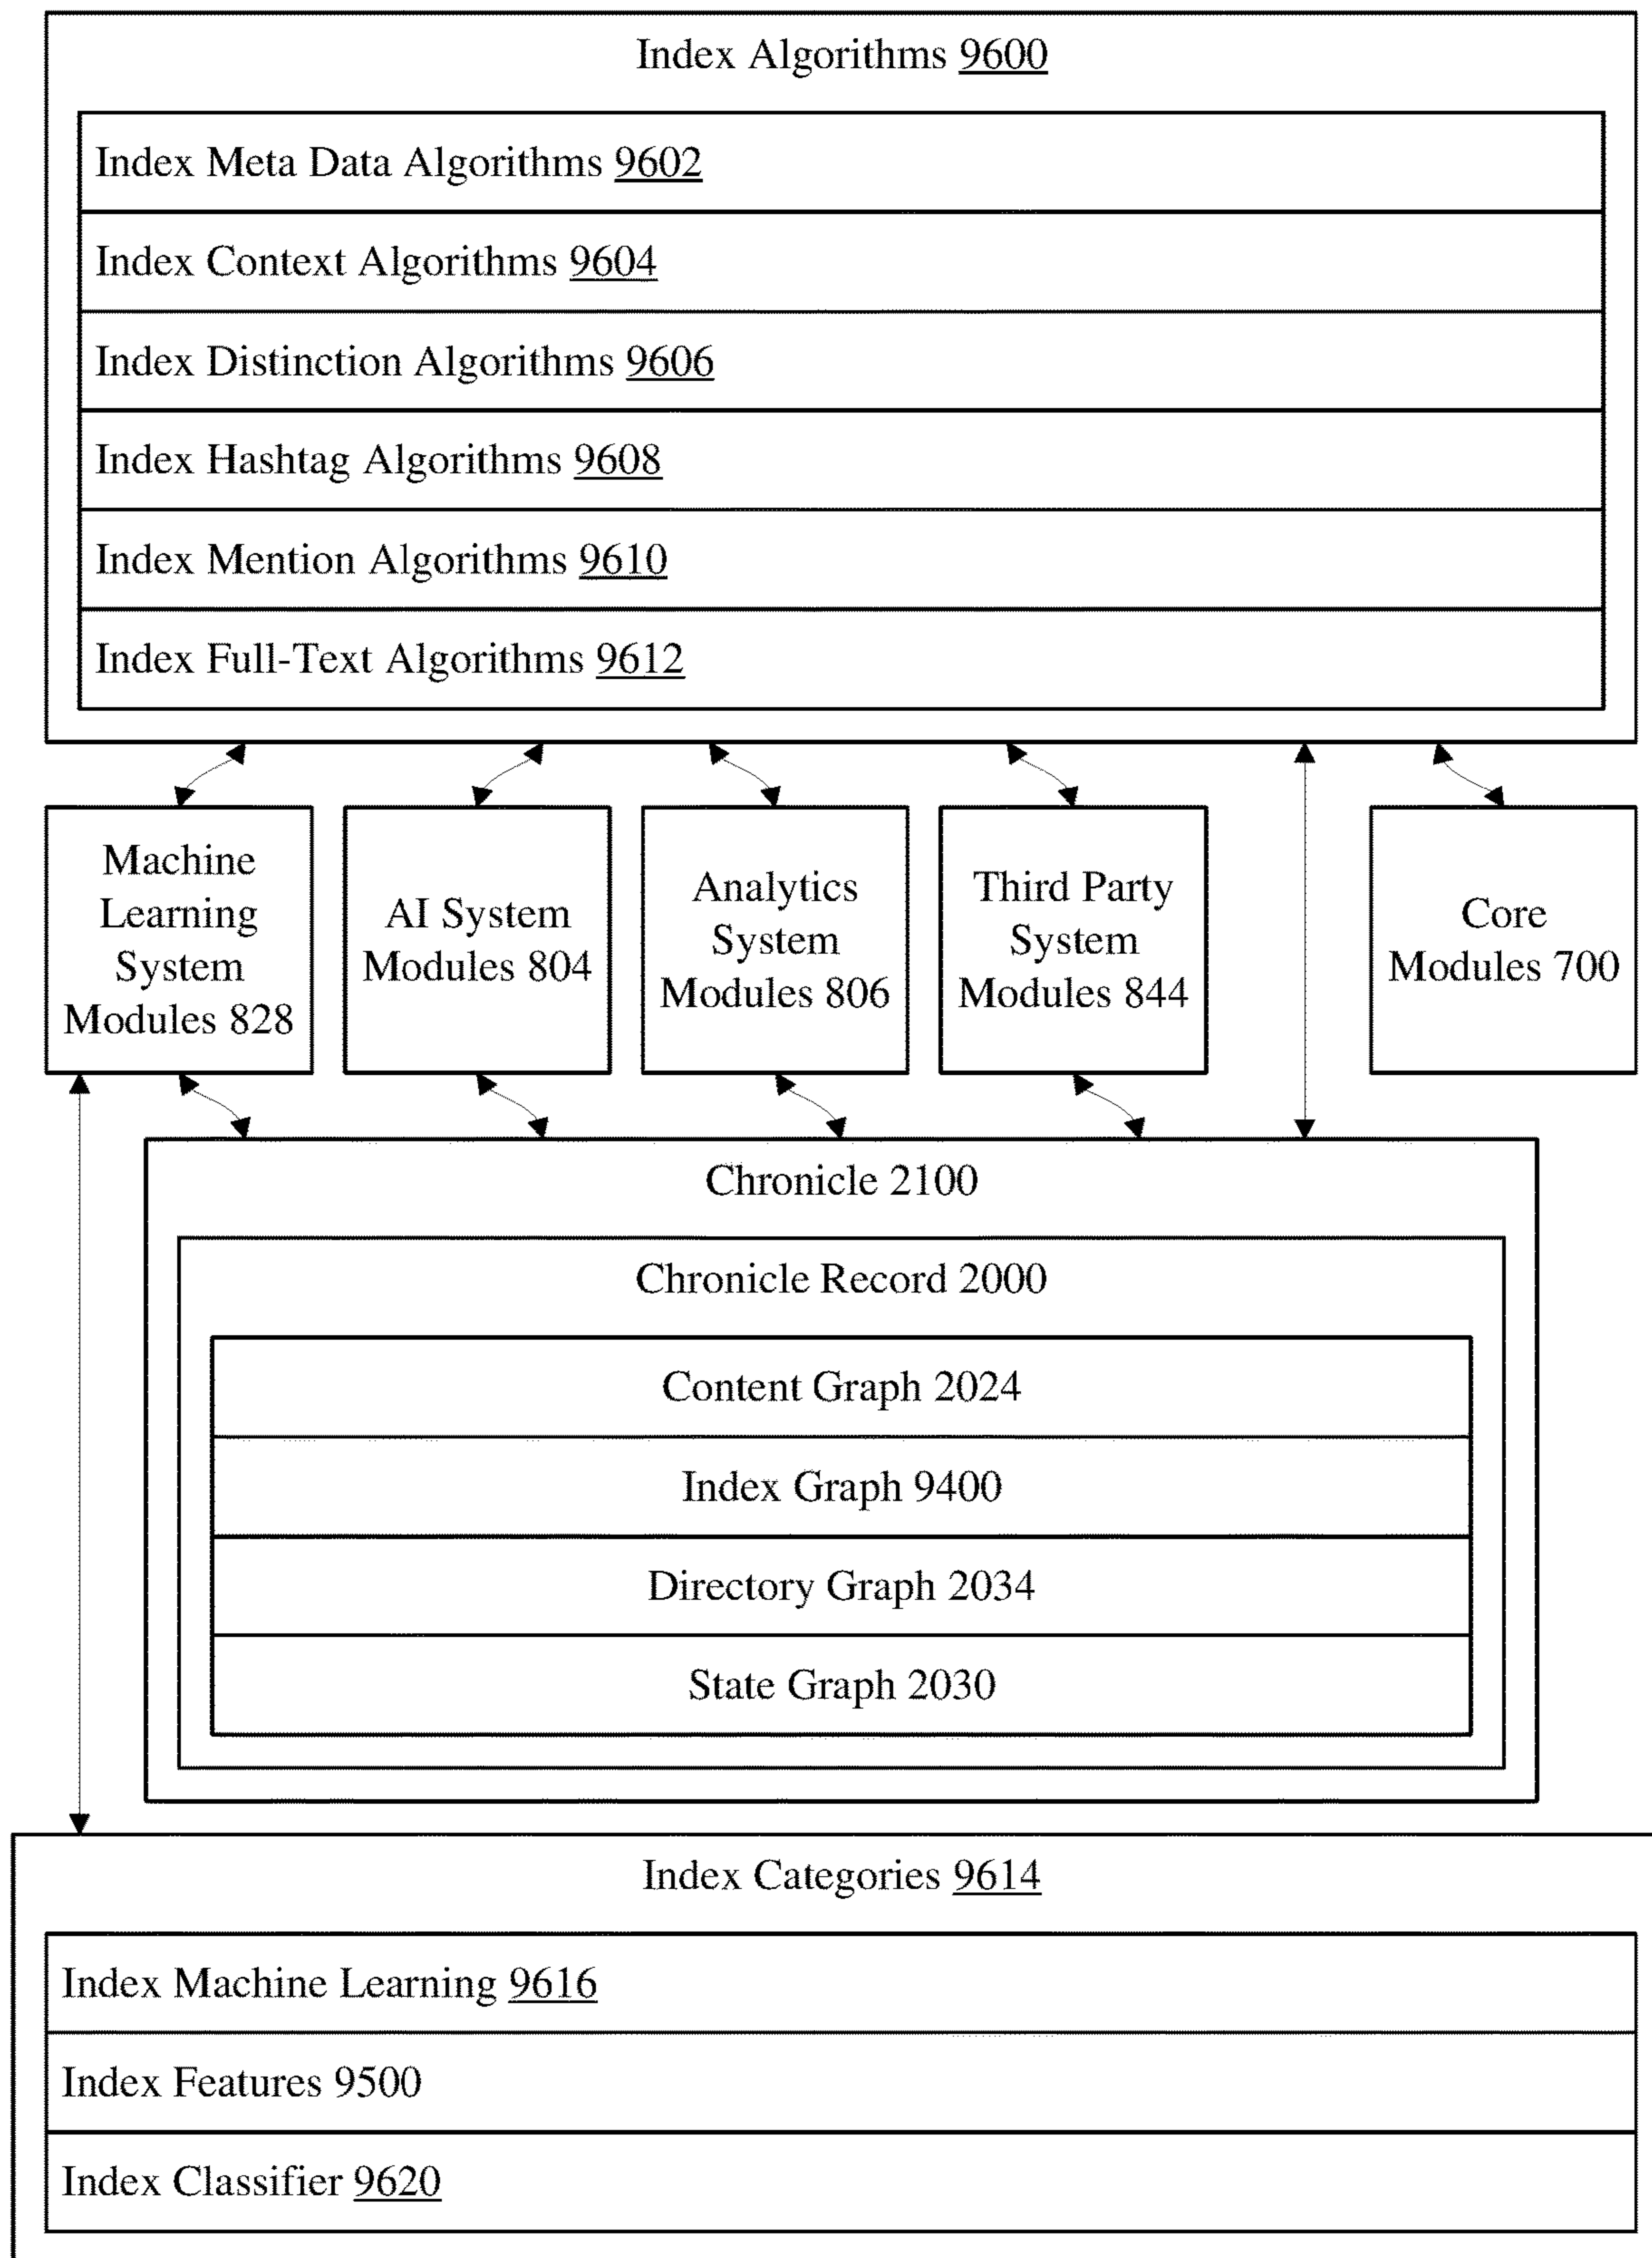 Index Algorithms 9600
Index Meta Data Algorithms 9602
Index Context Algorithms 9604
Index Distinction Algorithms 9606
Index Hashtag Algorithms 9608
Index Mention Algorithms 9610
Index Full-Text Algorithms 9612
Machine
Learning
System
Modules 828
AI System
Modules 804
Analytics
System
Modules 806
Third Party
System
Modules 844
Core
Modules 700
Chronicle 2100
Chronicle Record 2000
Content Graph 2024
Index Graph 9400
Directory Graph 2034
State Graph 2030
Index Categories 9614
Index Machine Learning 9616
Index Features 9500
Index Classifier 9620